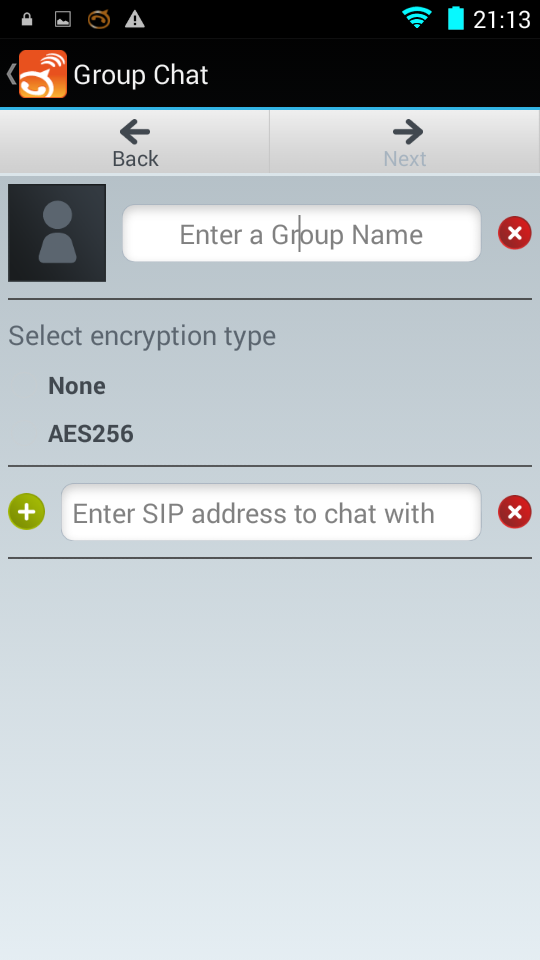 21:13
Group Chat
Back
Next
Enter a Group Name
Select encryption type
None
AES256
Enter SIP address to chat with